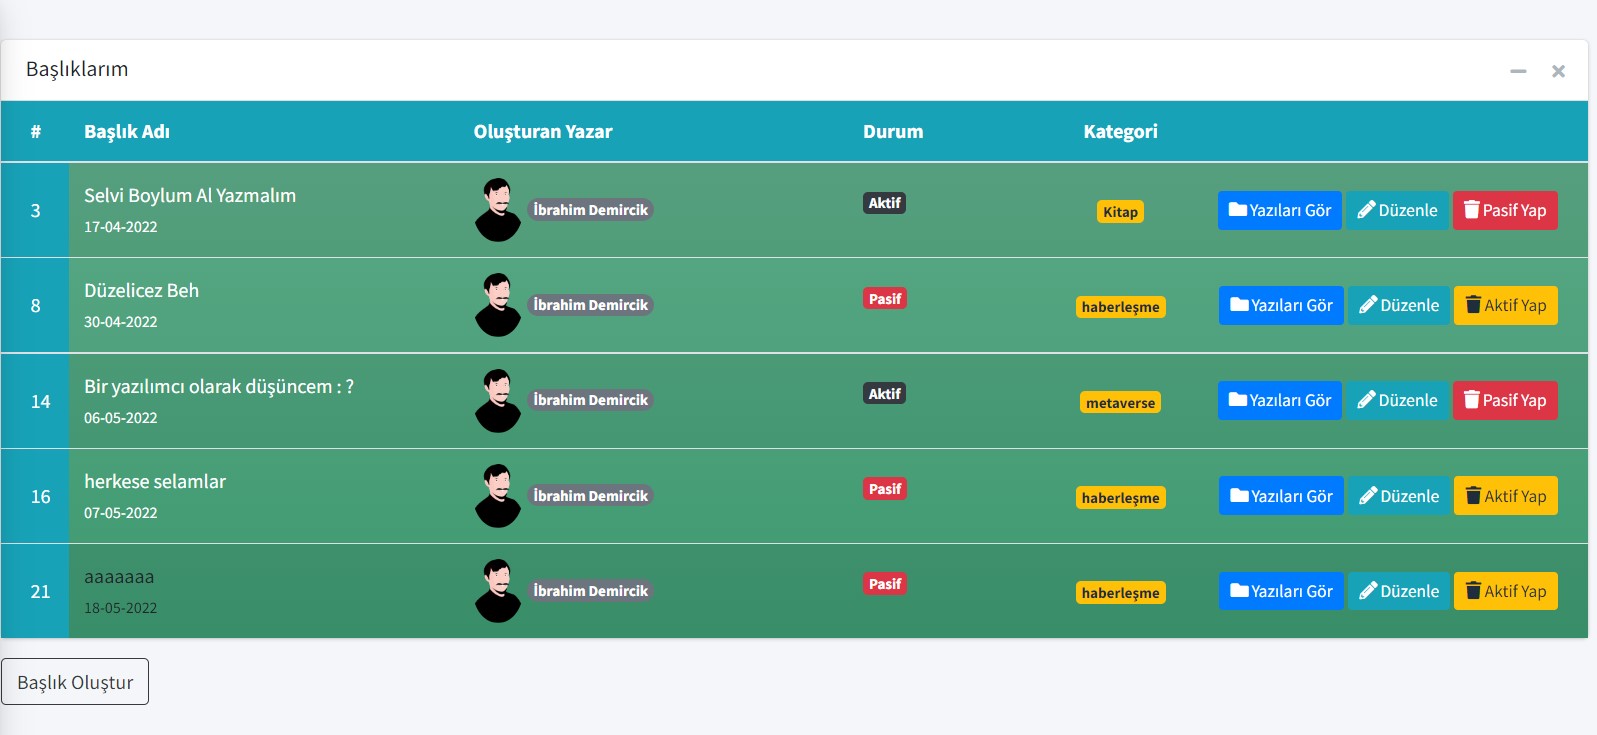 Başlıklarım
# Başlık Adı Oluşturan Yazar Durum Kategori
3 Selvi Boylum Al Yazmalım İbrahim Demircik Aktif Kitap Yazıları Gör Düzenle Pasif Yap
17-04-2022
8 Düzelicez Beh İbrahim Demircik Pasif haberleşme Yazıları Gör Düzenle Aktif Yap
30-04-2022
14 Bir yazılımcı olarak düşüncem : ? İbrahim Demircik Aktif metaverse Yazıları Gör Düzenle Pasif Yap
06-05-2022
16 herkese selamlar İbrahim Demircik Pasif haberleşme Yazıları Gör Düzenle Aktif Yap
07-05-2022
21 aaaaaaa İbrahim Demircik Pasif haberleşme Yazıları Gör Düzenle Aktif Yap
18-05-2022
Başlık Oluştur